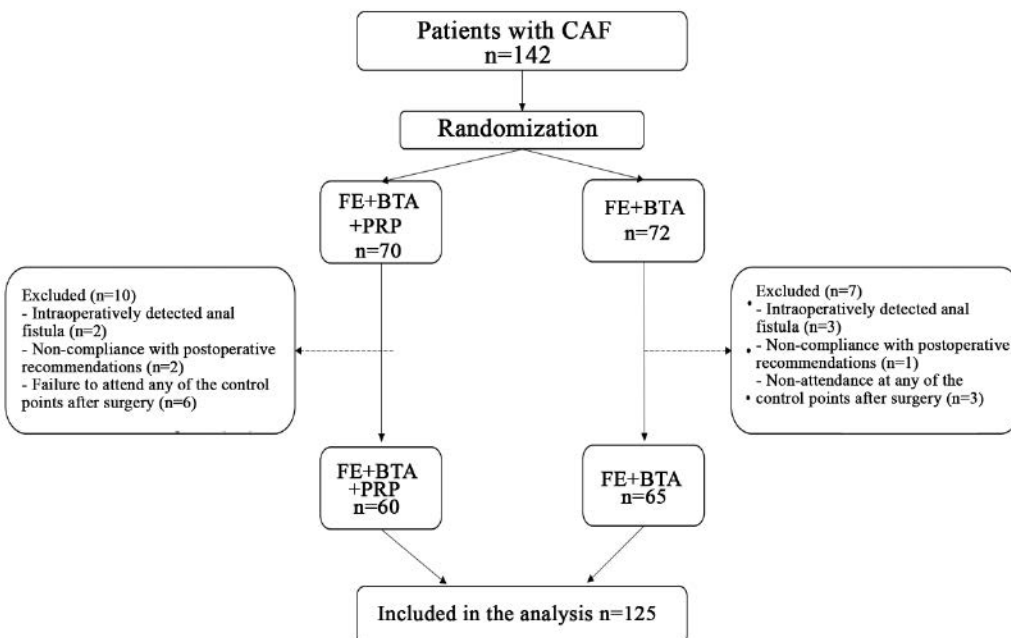 Patients with CAF
n=142
Randomization
FE+BTA
+PRP
n=70
FE+BTA
n=72
Excluded (n=10)
- Intraoperatively detected anal
fistula (n=2)
- Non-compliance with postoperative
recommendations (n=2)
- Failure to attend any of the control
points after surgery (n=6)
Excluded (n=7)
- Intraoperatively detected anal
fistula (n=3)
- Non-compliance with postoperative
recommendations (n=1)
- Non-attendance at any of the
control points after surgery (n=3)
FE+BTA
+PRP
n=60
FE+BTA
n=65
Included in the analysis n=125